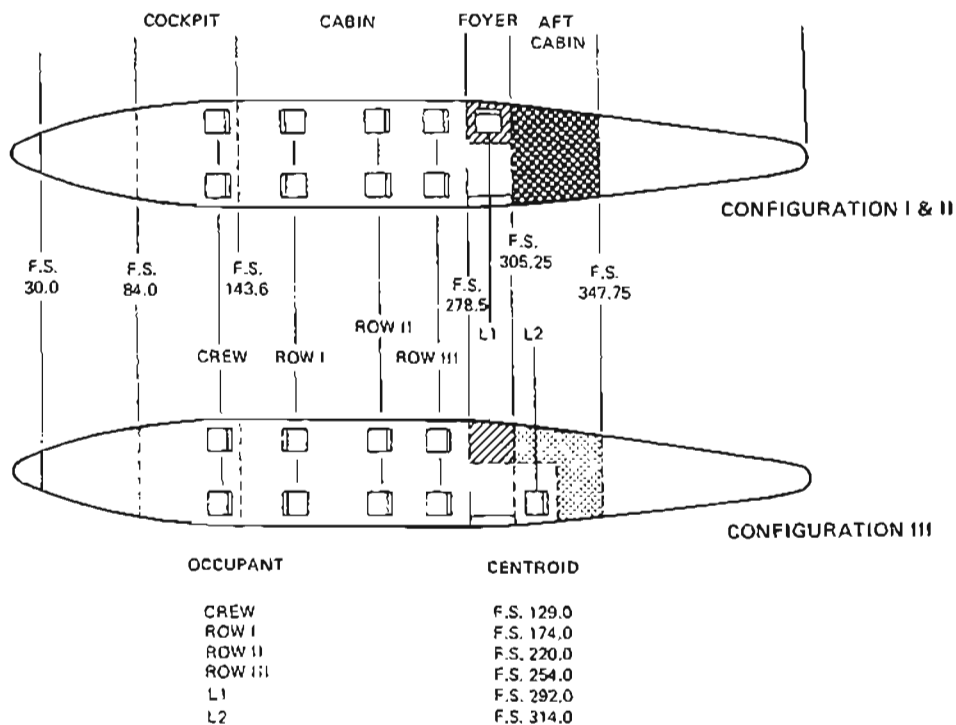 COCKPIT CABIN FOYER AFT CABIN
CONFIGURATION I & II
F.S. 30.0
F.S. 84.0
F.S. 143.6
F.S. 278.5
F.S. 305.25
F.S. 347.75
CREW
ROW I
ROW II
ROW III
L1
L2
CONFIGURATION III
OCCUPANT CENTROID
CREW F.S. 129.0
ROW I F.S. 174.0
ROW II F.S. 220.0
ROW III F.S. 254.0
L1 F.S. 292.0
L2 F.S. 314.0